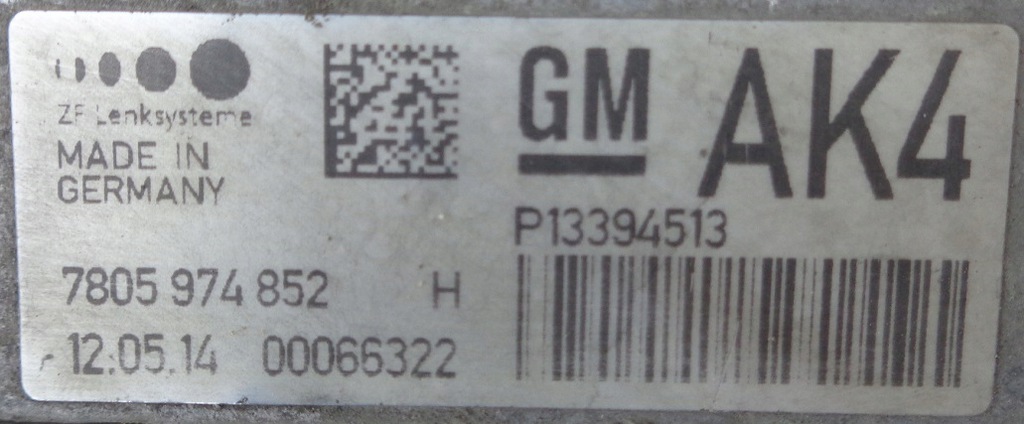 ZF Lenksysteme
MADE IN
GERMANY
7805 974 852 H
12.05.14 00066322
GM AK4
P13394513